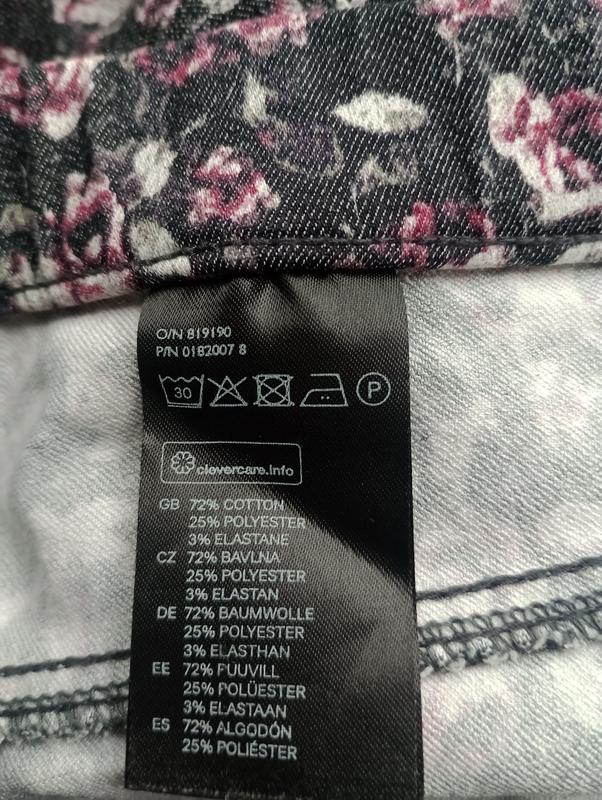 O/N 819190
P/N 0182007 8
30 P
clevercare.info
GB 72% COTTON
25% POLYESTER
3% ELASTANE
CZ 72% BAVLNA
25% POLYESTER
3% ELASTAN
DE 72% BAUMWOLLE
25% POLYESTER
3% ELASTHAN
EE 72% PUUVILL
25% POLÜESTER
3% ELASTAAN
ES 72% ALGODÓN
25% POLIÉSTER